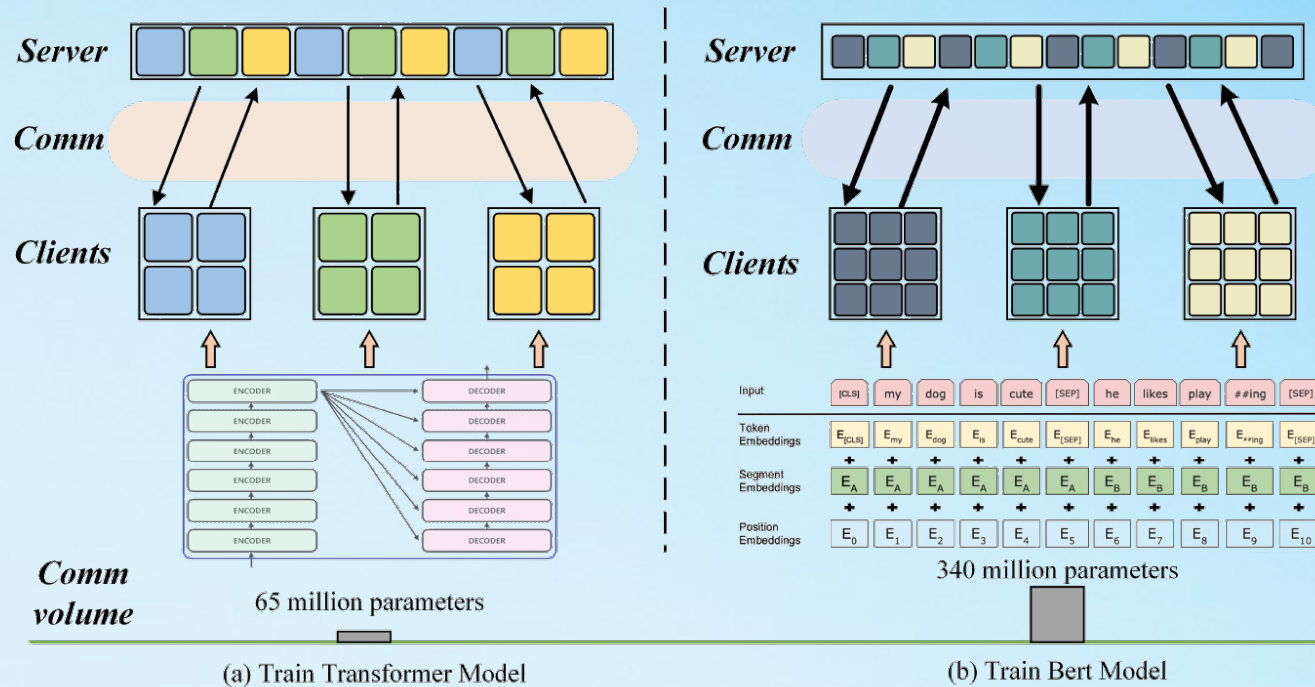 Server
Comm
Clients
ENCODER
ENCODER
ENCODER
ENCODER
ENCODER
ENCODER
DECODER
DECODER
DECODER
DECODER
DECODER
DECODER
Comm
volume
65 million parameters
(a) Train Transformer Model
Server
Comm
Clients
Input [CLS] my dog is cute [SEP] he likes play ##ing [SEP]
Token
Embeddings E[CLS] Emy Edog Eis Ecute E[SEP] Ehe Elikes Eplay E##ing E[SEP]
+ + + + + + + + + + +
Segment
Embeddings EA EA EA EA EA EA EB EB EB EB EB
+ + + + + + + + + + +
Position
Embeddings E0 E1 E2 E3 E4 E5 E6 E7 E8 E9 E10
340 million parameters
(b) Train Bert Model